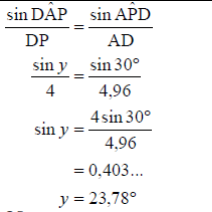 sin DÂP / DP = sin AP̂D / AD
sin y / 4 = sin 30° / 4,96
sin y = 4 sin 30° / 4,96
= 0,403...
y = 23,78°